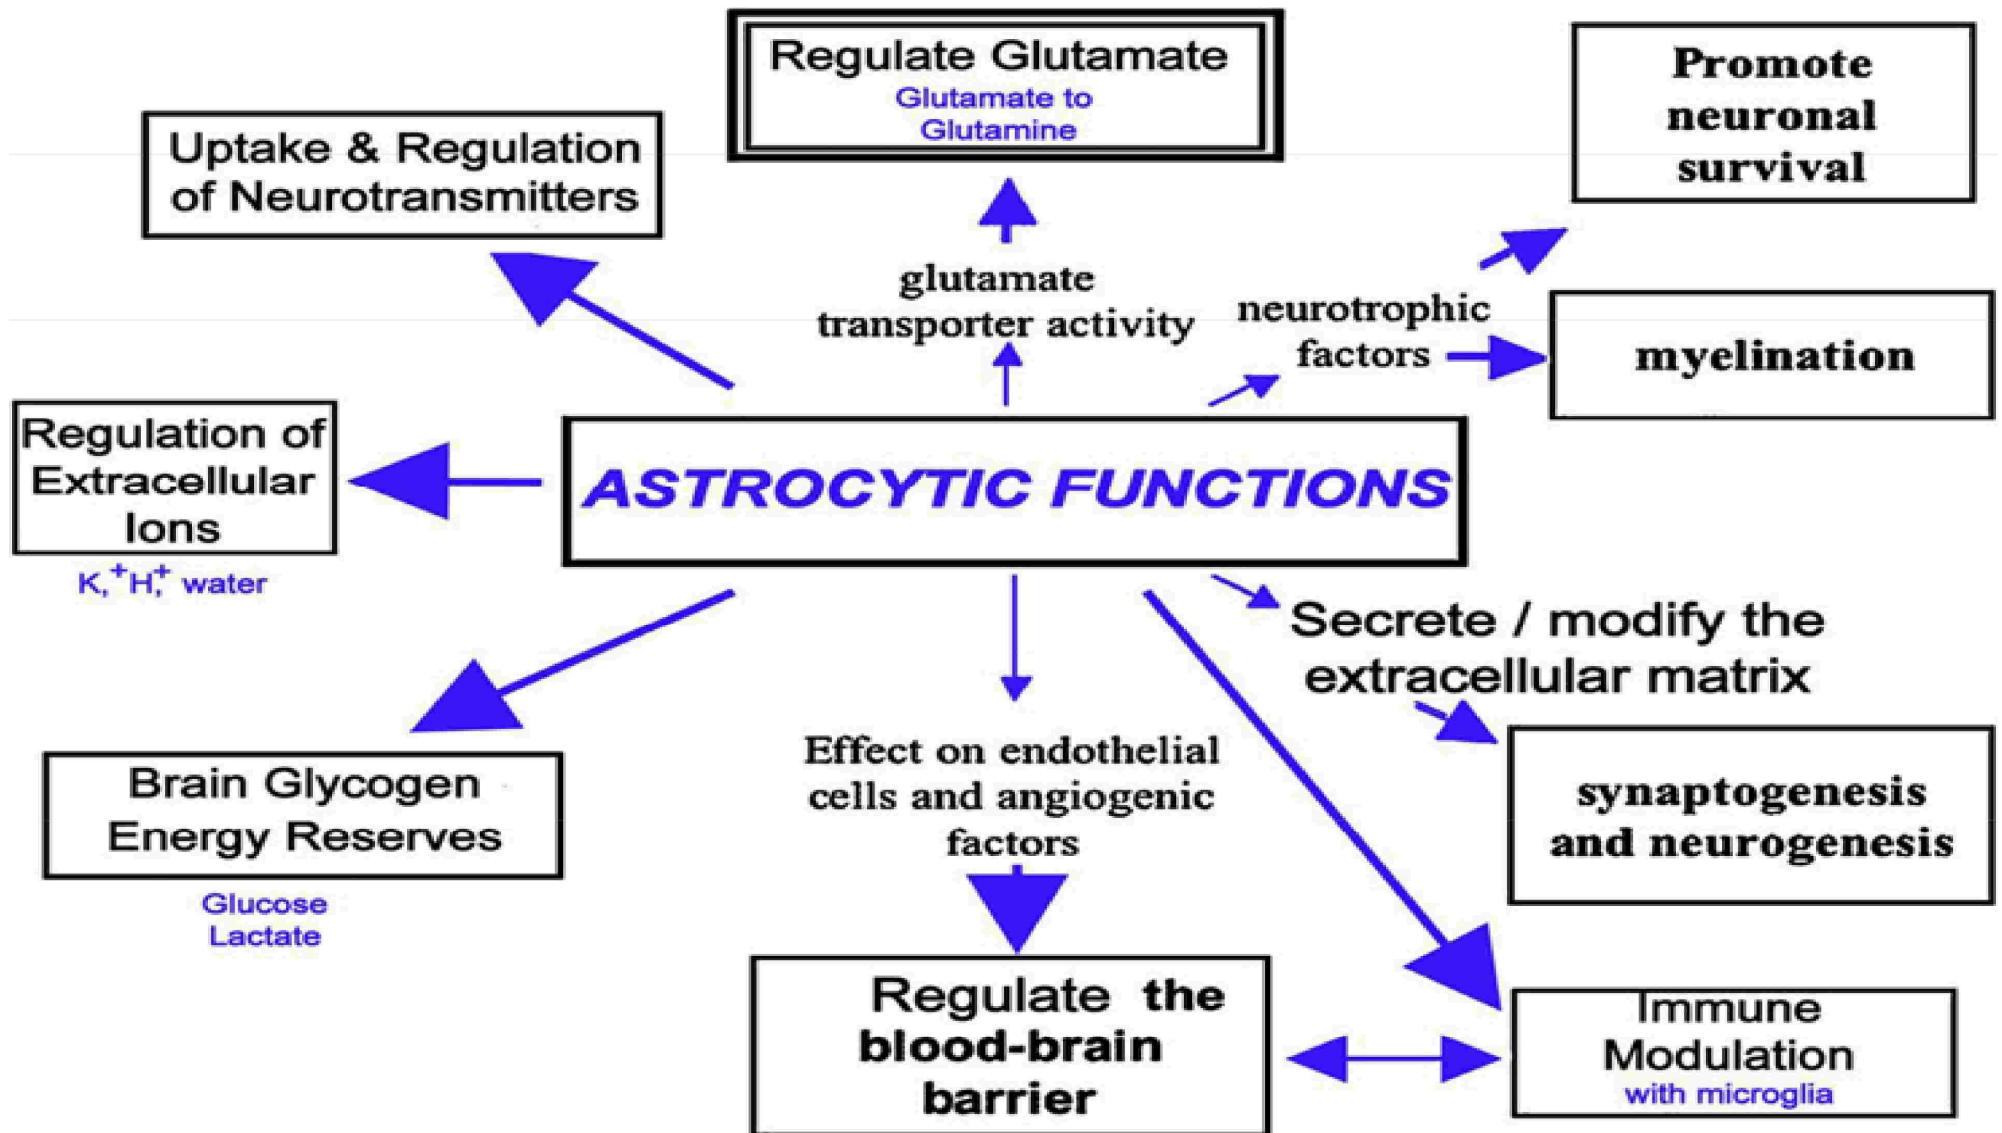 Regulate Glutamate
Glutamate to
Glutamine
Promote
neuronal
survival
Uptake & Regulation
of Neurotransmitters
glutamate
transporter activity
neurotrophic
factors
myelination
Regulation of
Extracellular
Ions
K,⁺H,⁺ water
ASTROCYTIC FUNCTIONS
Secrete / modify the
extracellular matrix
Brain Glycogen
Energy Reserves
Glucose
Lactate
Effect on endothelial
cells and angiogenic
factors
synaptogenesis
and neurogenesis
Regulate the
blood-brain
barrier
Immune
Modulation
with microglia